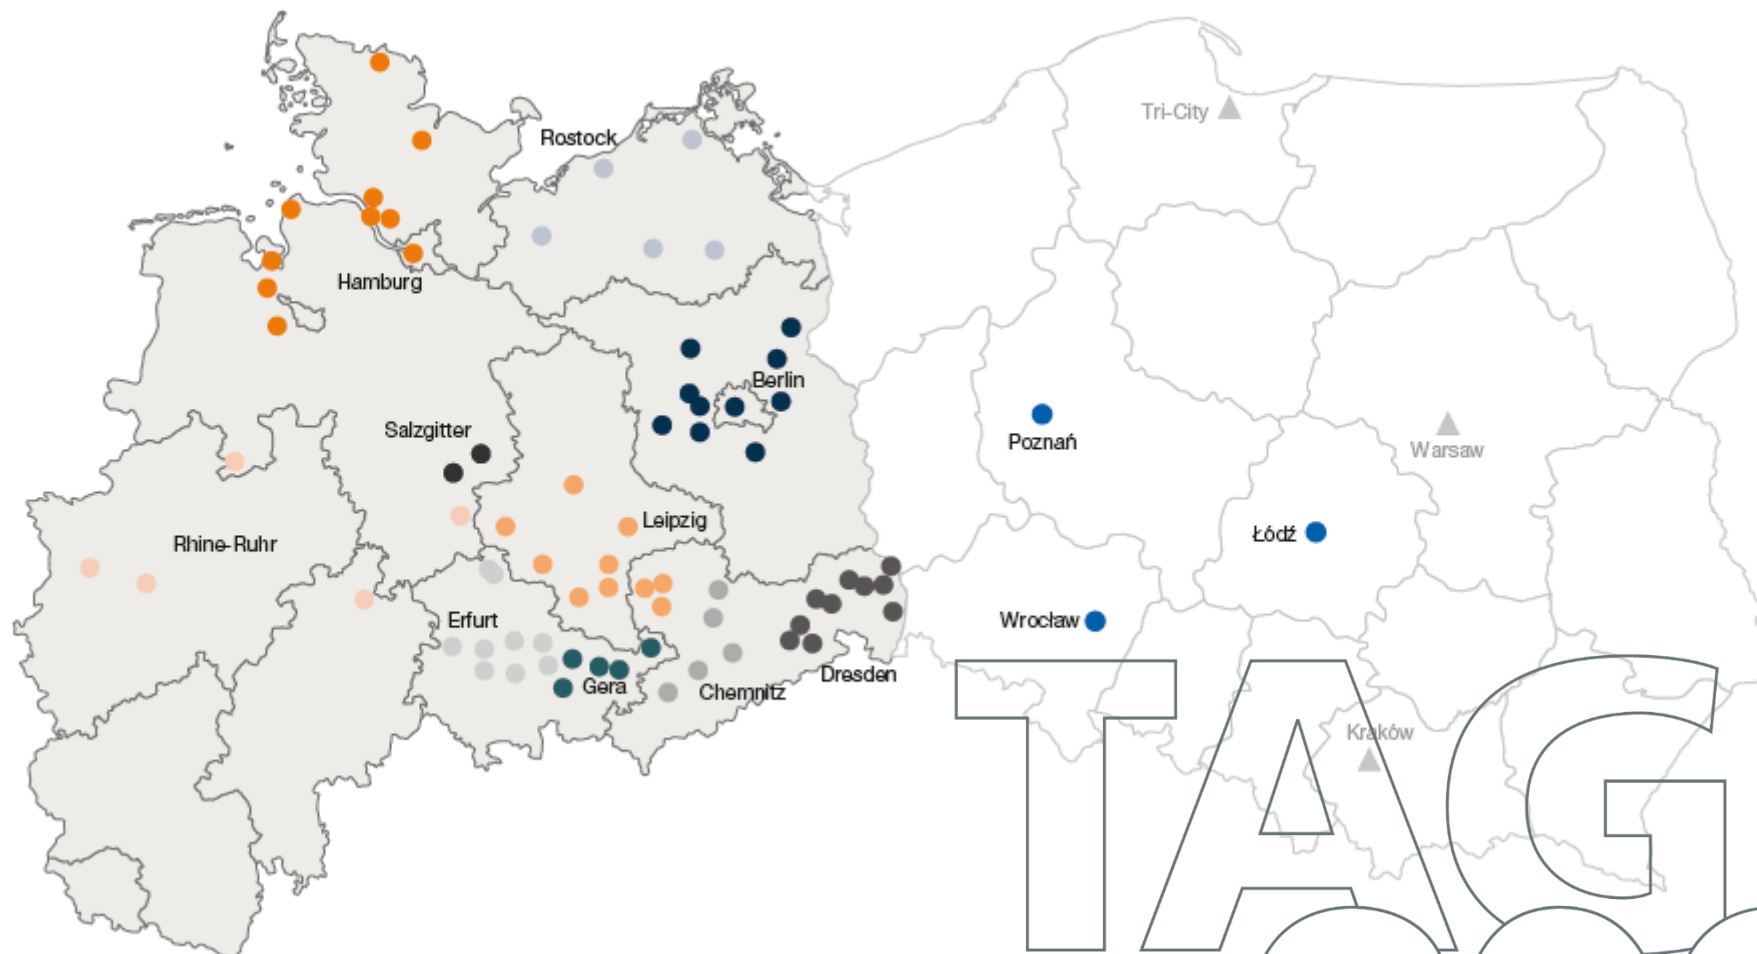 Tri-City
Rostock
Hamburg
Berlin
Salzgitter
Poznań
Warsaw
Leipzig
Łódź
Rhine-Ruhr
Erfurt
Wrocław
Dresden
Gera
Chemnitz
Kraków
TAG